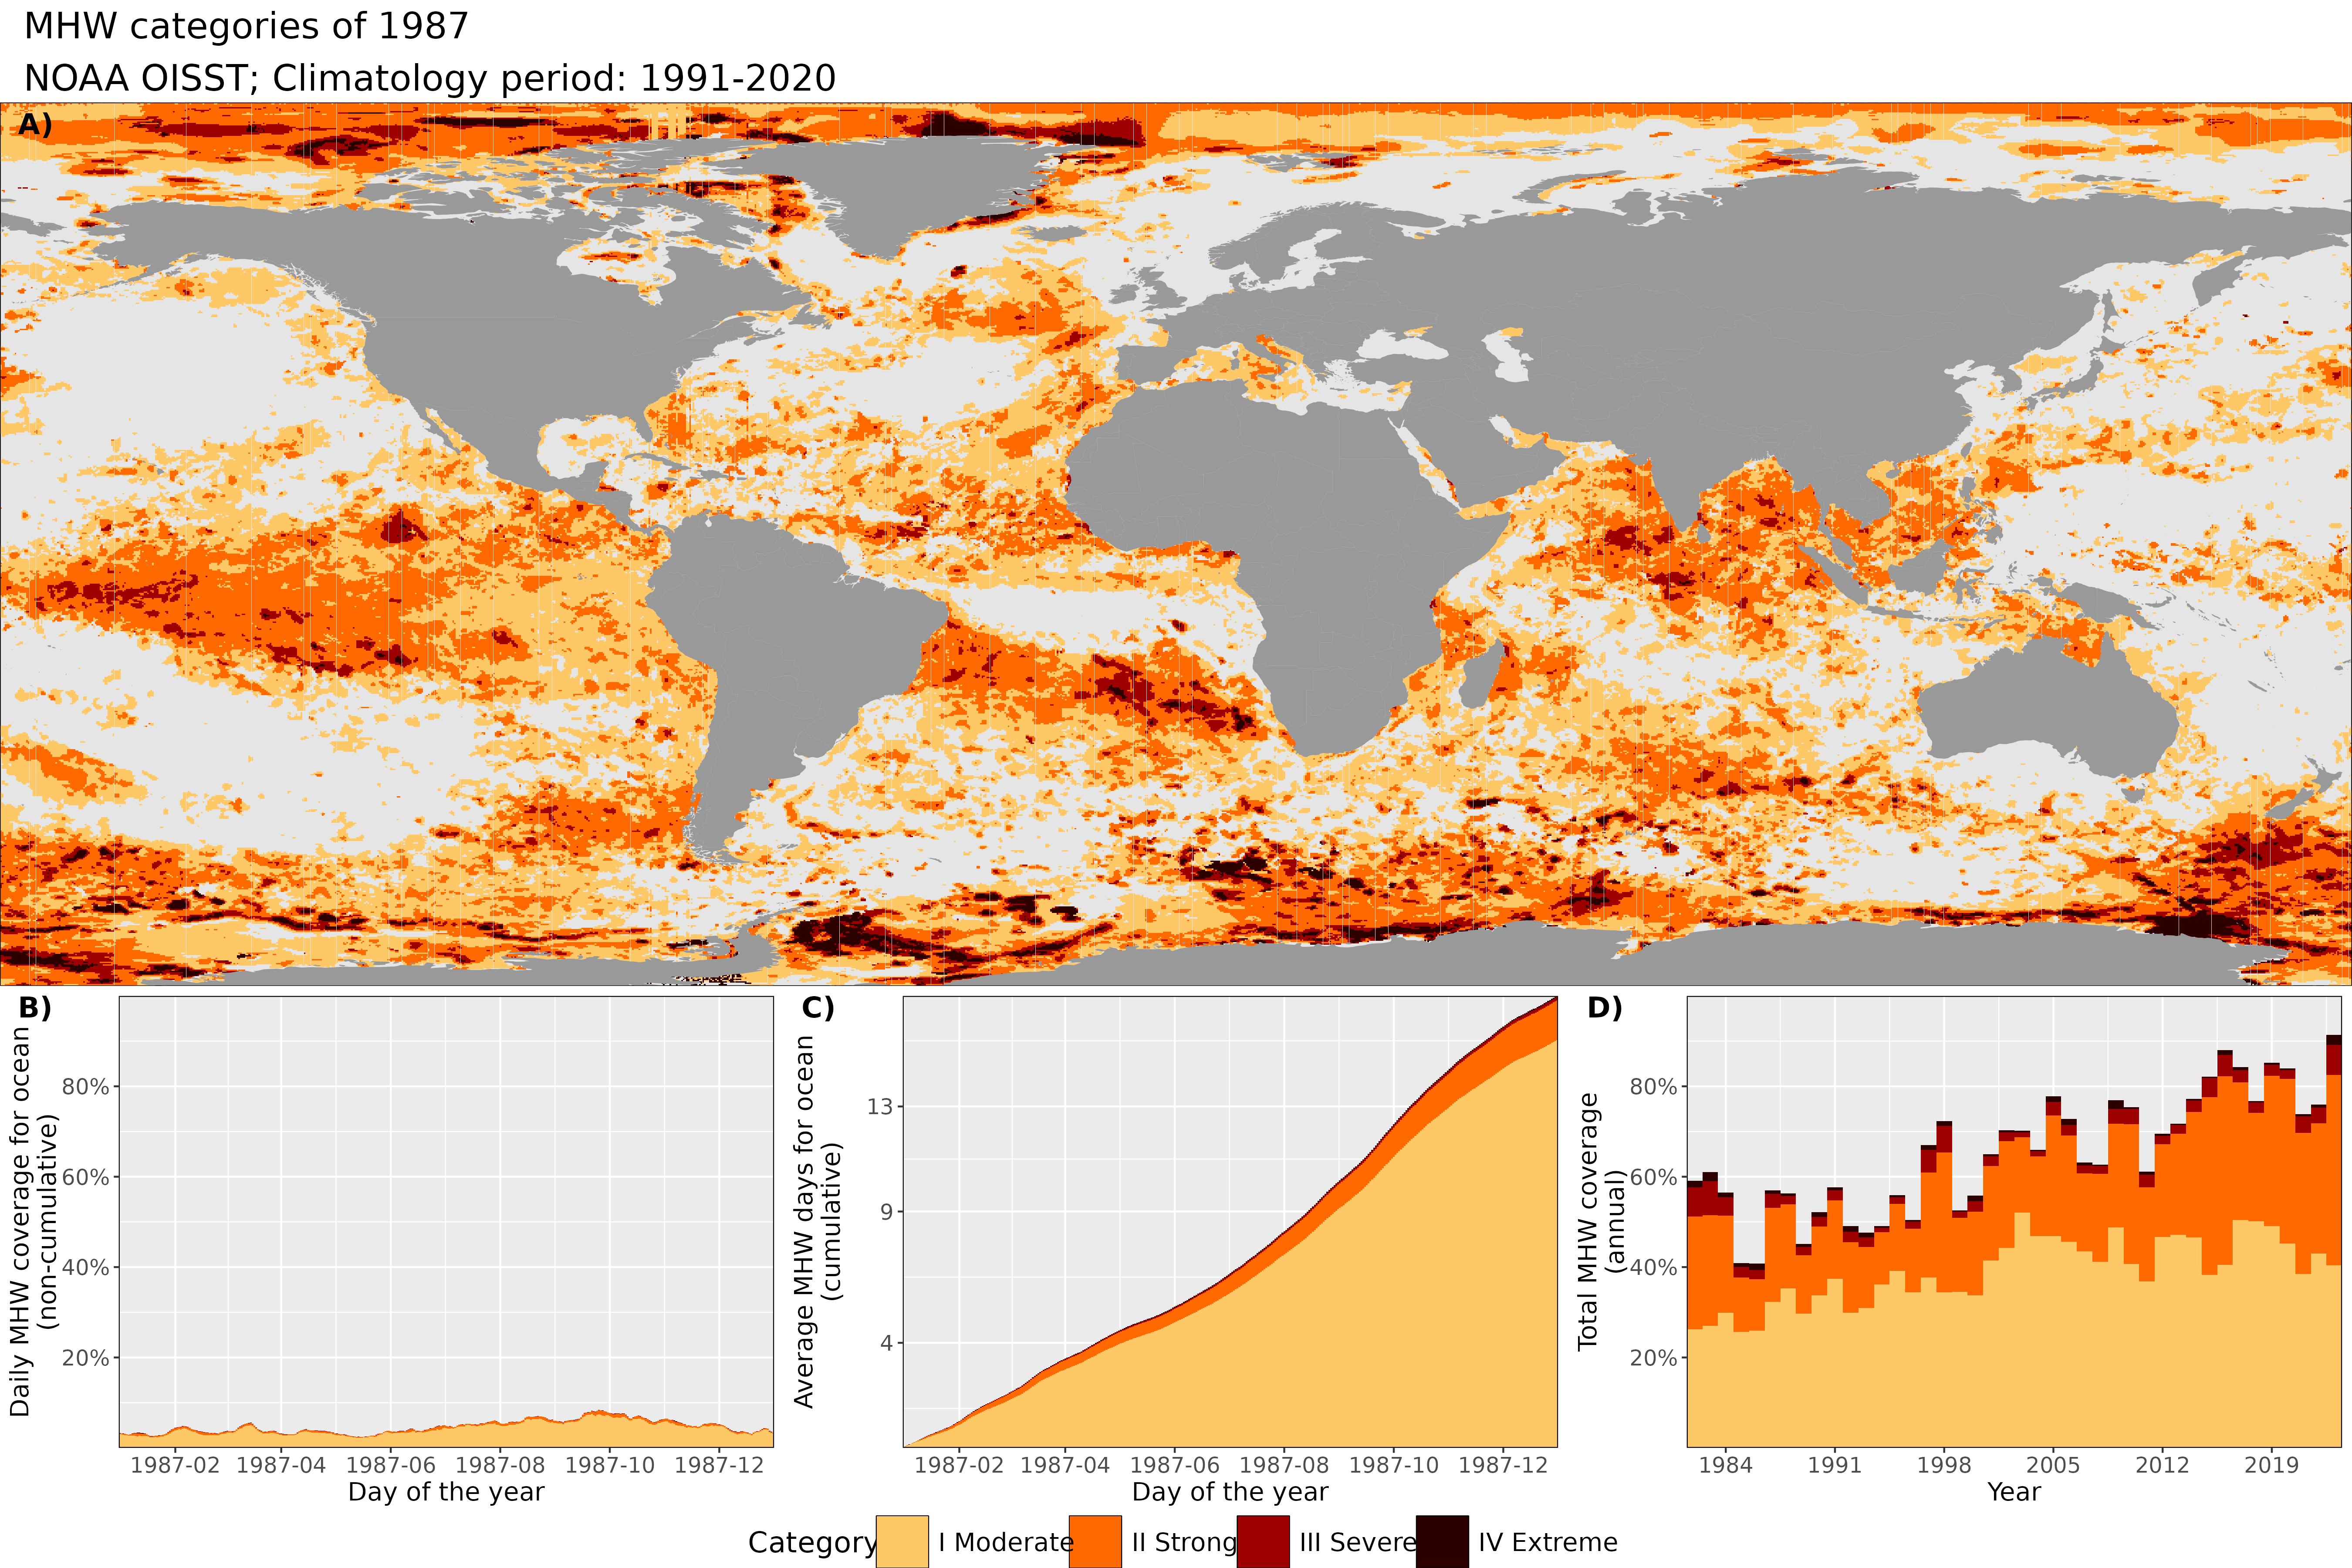 MHW categories of 1987
NOAA OISST; Climatology period: 1991-2020
A)
B)
Daily MHW coverage for ocean
(non-cumulative)
80%
60%
40%
20%
1987-02 1987-04 1987-06 1987-08 1987-10 1987-12
Day of the year
C)
Average MHW days for ocean
(cumulative)
13
9
4
1987-02 1987-04 1987-06 1987-08 1987-10 1987-12
Day of the year
D)
Total MHW coverage
(annual)
80%
60%
40%
20%
1984 1991 1998 2005 2012 2019
Year
Category I Moderate II Strong III Severe IV Extreme